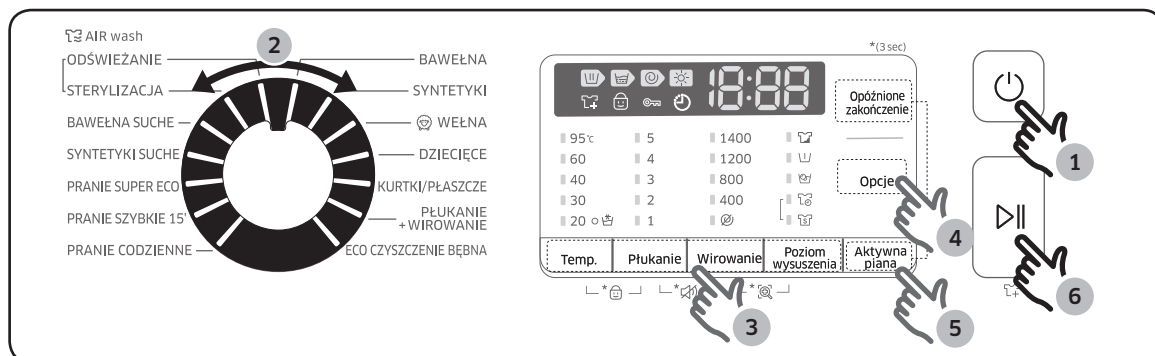 AIR wash
ODŚWIEŻANIE
STERYLIZACJA
BAWEŁNA SUCHE
SYNTETYKI SUCHE
PRANIE SUPER ECO
PRANIE SZYBKIE 15'
PRANIE CODZIENNE
2
BAWEŁNA
SYNTETYKI
WEŁNA
DZIECIĘCE
KURTKI/PŁASZCZE
PŁUKANIE
+WIROWANIE
ECO CZYSZCZENIE BĘBNA
*(3 sec)
18:88
Opóźnione
zakończenie
95℃ 5 1400
60 4 1200
40 3 800
30 2 400
20 1
Opcje
4
Temp. Płukanie Wirowanie Poziom wysuszenia Aktywna piana
* * *
3
5
1
6